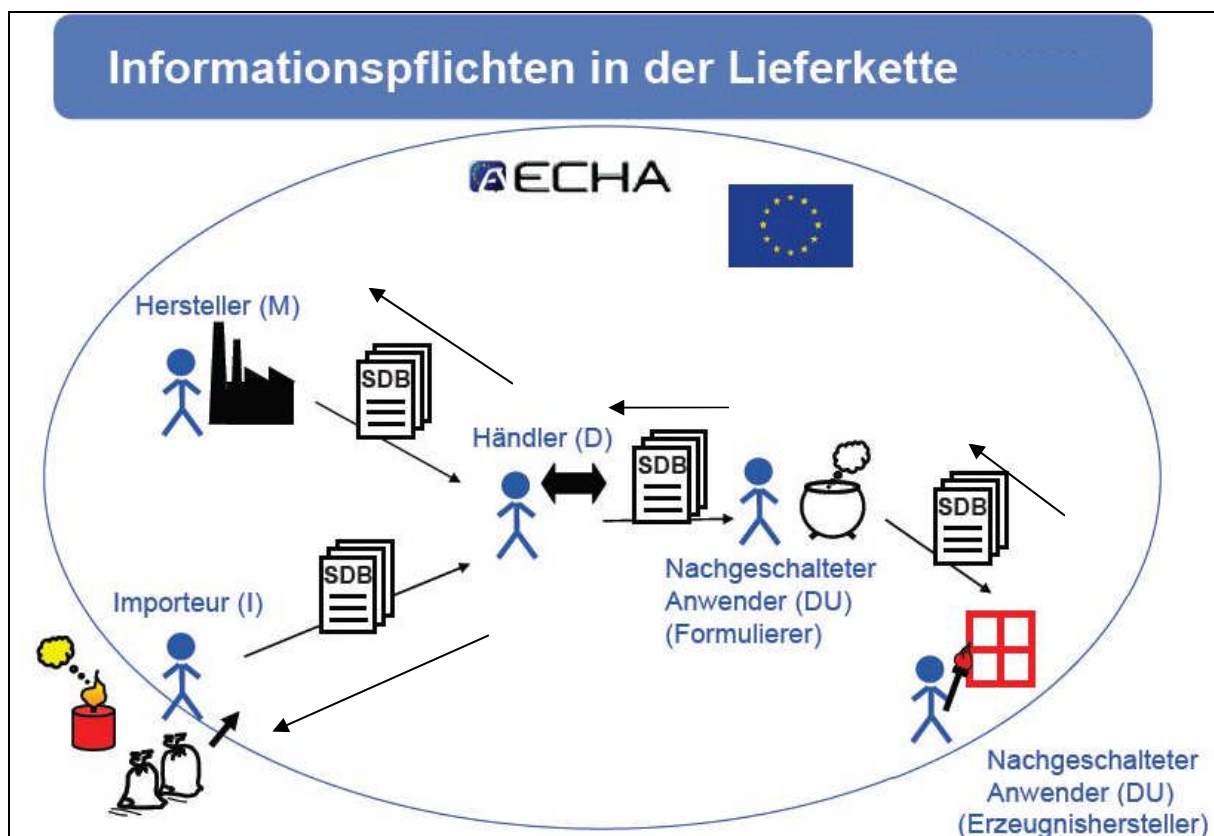 Informationspflichten in der Lieferkette
ECHA
Hersteller (M)
SDB
Händler (D)
SDB
SDB
SDB
Importeur (I)
Nachgeschalteter
Anwender (DU)
(Formulierer)
Nachgeschalteter
Anwender (DU)
(Erzeugnishersteller)